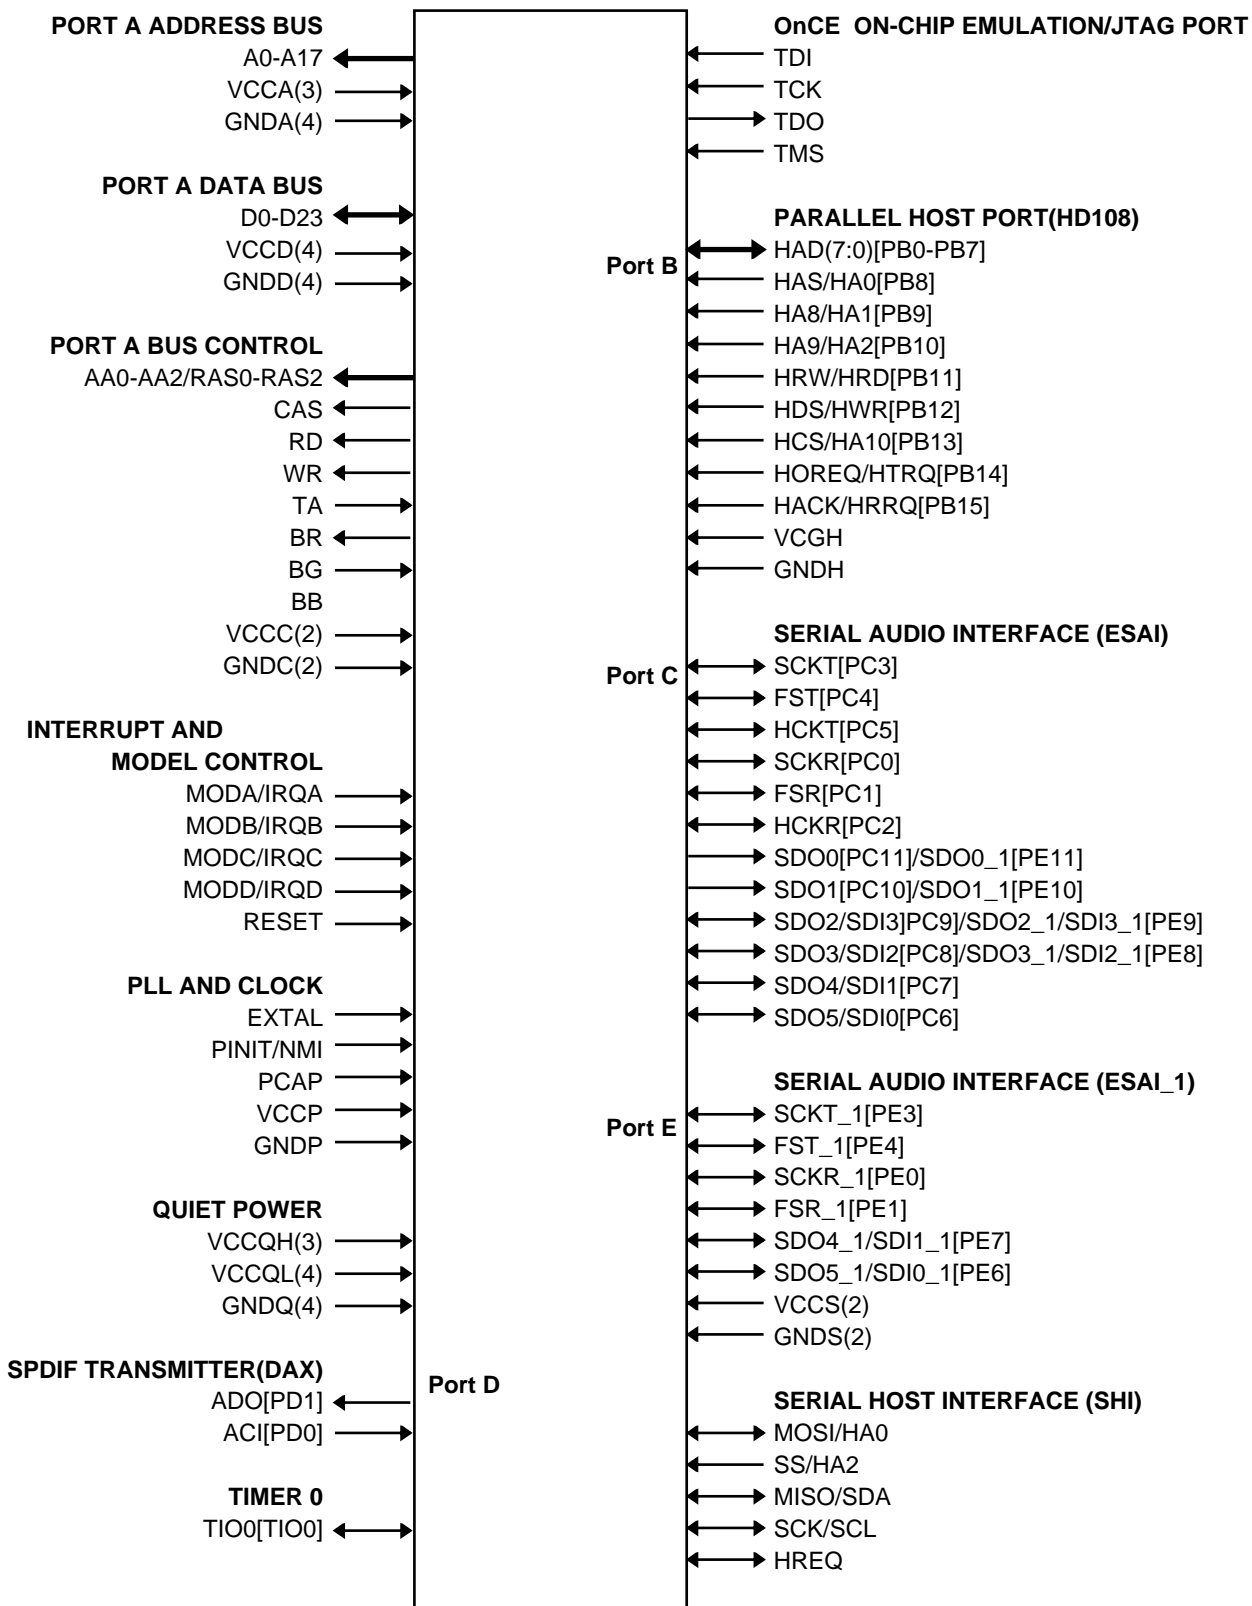 PORT A ADDRESS BUS
A0-A17
VCCA(3)
GNDA(4)
PORT A DATA BUS
D0-D23
VCCD(4)
GNDD(4)
PORT A BUS CONTROL
AA0-AA2/RAS0-RAS2
CAS
RD
WR
TA
BR
BG
BB
VCCC(2)
GNDC(2)
INTERRUPT AND
MODEL CONTROL
MODA/IRQA
MODB/IRQB
MODC/IRQC
MODD/IRQD
RESET
PLL AND CLOCK
EXTAL
PINIT/NMI
PCAP
VCCP
GNDP
QUIET POWER
VCCQH(3)
VCCQL(4)
GNDQ(4)
SPDIF TRANSMITTER(DAX)
ADO[PD1]
ACI[PD0]
TIMER 0
TIO0[TIO0]
Port B
Port C
Port E
Port D
OnCE ON-CHIP EMULATION/JTAG PORT
TDI
TCK
TDO
TMS
PARALLEL HOST PORT(HD108)
HAD(7:0)[PB0-PB7]
HAS/HA0[PB8]
HA8/HA1[PB9]
HA9/HA2[PB10]
HRW/HRD[PB11]
HDS/HWR[PB12]
HCS/HA10[PB13]
HOREQ/HTRQ[PB14]
HACK/HRRQ[PB15]
VCGH
GNDH
SERIAL AUDIO INTERFACE (ESAI)
SCKT[PC3]
FST[PC4]
HCKT[PC5]
SCKR[PC0]
FSR[PC1]
HCKR[PC2]
SDO0[PC11]/SDO0_1[PE11]
SDO1[PC10]/SDO1_1[PE10]
SDO2/SDI3]PC9]/SDO2_1/SDI3_1[PE9]
SDO3/SDI2[PC8]/SDO3_1/SDI2_1[PE8]
SDO4/SDI1[PC7]
SDO5/SDI0[PC6]
SERIAL AUDIO INTERFACE (ESAI_1)
SCKT_1[PE3]
FST_1[PE4]
SCKR_1[PE0]
FSR_1[PE1]
SDO4_1/SDI1_1[PE7]
SDO5_1/SDI0_1[PE6]
VCCS(2)
GNDS(2)
SERIAL HOST INTERFACE (SHI)
MOSI/HA0
SS/HA2
MISO/SDA
SCK/SCL
HREQ